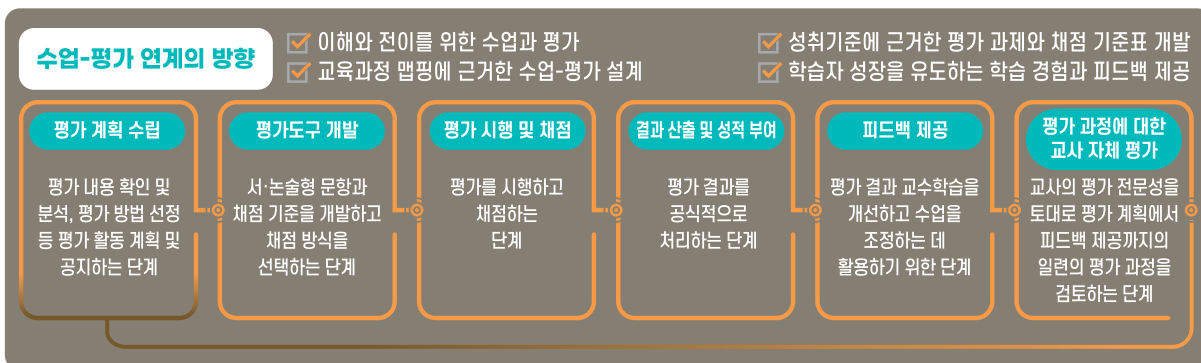 수업-평가 연계의 방향
이해와 전이를 위한 수업과 평가
교육과정 맵핑에 근거한 수업-평가 설계
성취기준에 근거한 평가 과제와 채점 기준표 개발
학습자 성장을 유도하는 학습 경험과 피드백 제공
평가 계획 수립
평가 내용 확인 및
분석, 평가 방법 선정
등 평가 활동 계획 및
공지하는 단계
평가도구 개발
서·논술형 문항과
채점 기준을 개발하고
채점 방식을
선택하는 단계
평가 시행 및 채점
평가를 시행하고
채점하는
단계
결과 산출 및 성적 부여
평가 결과를
공식적으로
처리하는 단계
피드백 제공
평가 결과 교수학습을
개선하고 수업을
조정하는 데
활용하기 위한 단계
평가 과정에 대한
교사 자체 평가
교사의 평가 전문성을
토대로 평가 계획에서
피드백 제공까지의
일련의 평가 과정을
검토하는 단계